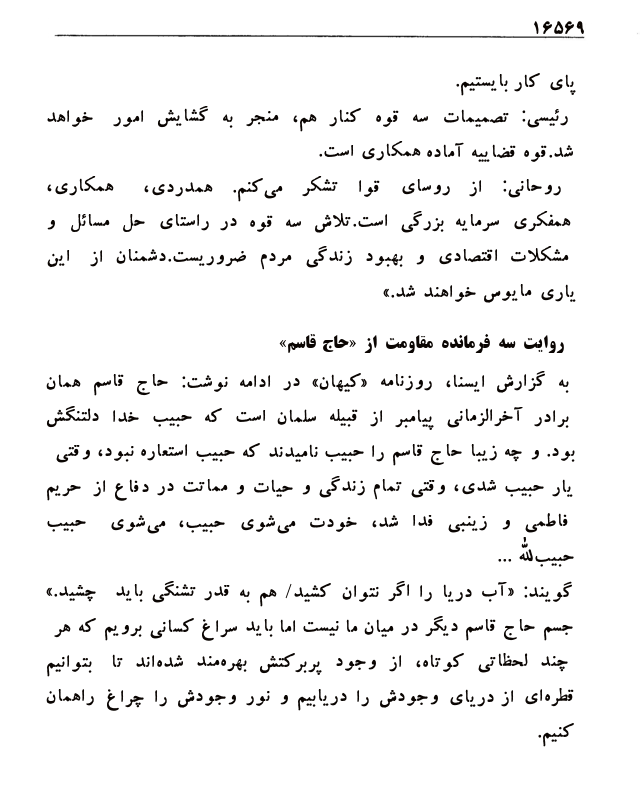 ۱۶۵۶۹
پای کار بایستیم.
رئیسی: تصمیمات سه قوه کنار هم، منجر به گشایش امور خواهد
شد.قوه قضاییه آماده همکاری است.
روحانی: از روسای قوا تشکر می‌کنم. همدردی، همکاری،
همفکری سرمایه بزرگی است.تلاش سه قوه در راستای حل مسائل و
مشکلات اقتصادی و بهبود زندگی مردم ضروریست.دشمنان از این
یاری مایوس خواهند شد.»
روایت سه فرمانده مقاومت از «حاج قاسم»
به گزارش ایسنا، روزنامه «کیهان» در ادامه نوشت: حاج قاسم همان
برادر آخرالزمانی پیامبر از قبیله سلمان است که حبیب خدا دلتنگش
بود. و چه زیبا حاج قاسم را حبیب نامیدند که حبیب استعاره نبود، وقتی
یار حبیب شدی، وقتی تمام زندگی و حیات و مماتت در دفاع از حریم
فاطمی و زینبی فدا شد، خودت می‌شوی حبیب، می‌شوی حبیب
حبیب‌الله ...
گویند: «آب دریا را اگر نتوان کشید/ هم به قدر تشنگی باید چشید.»
جسم حاج قاسم دیگر در میان ما نیست اما باید سراغ کسانی برویم که هر
چند لحظاتی کوتاه، از وجود پربرکتش بهره‌مند شده‌اند تا بتوانیم
قطره‌ای از دریای وجودش را دریابیم و نور وجودش را چراغ راهمان
کنیم.